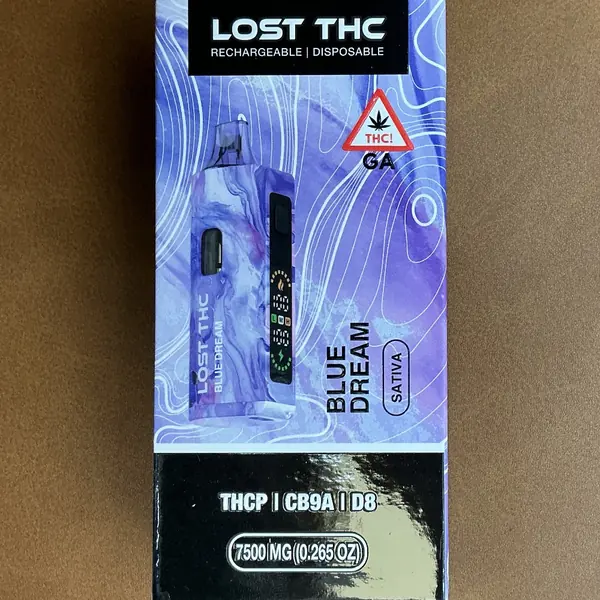 LOST THC
RECHARGEABLE | DISPOSABLE
THC!
GA
LOST THC
BLUE DREAM
BLUE
DREAM
SATIVA
THCP | CB9A | D8
7500 MG (0.265 OZ)